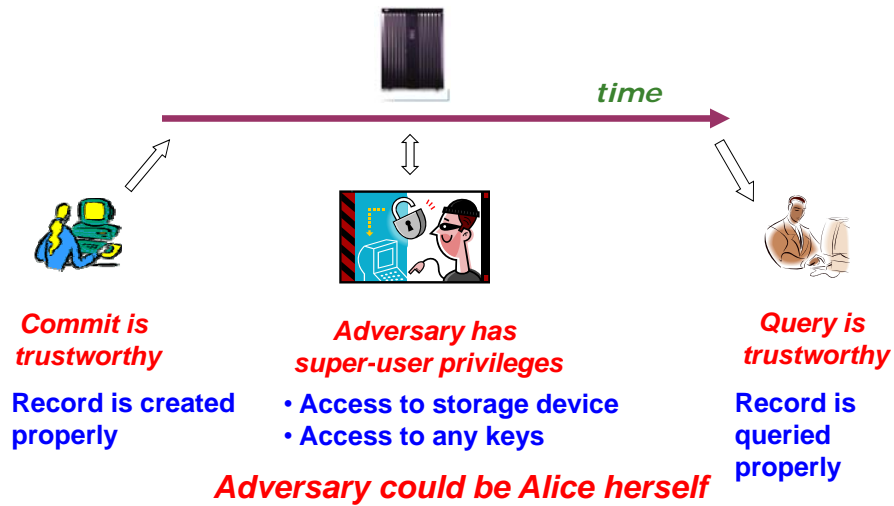 time
Commit is
trustworthy
Record is created
properly
Adversary has
super-user privileges
• Access to storage device
• Access to any keys
Query is
trustworthy
Record is
queried
properly
Adversary could be Alice herself